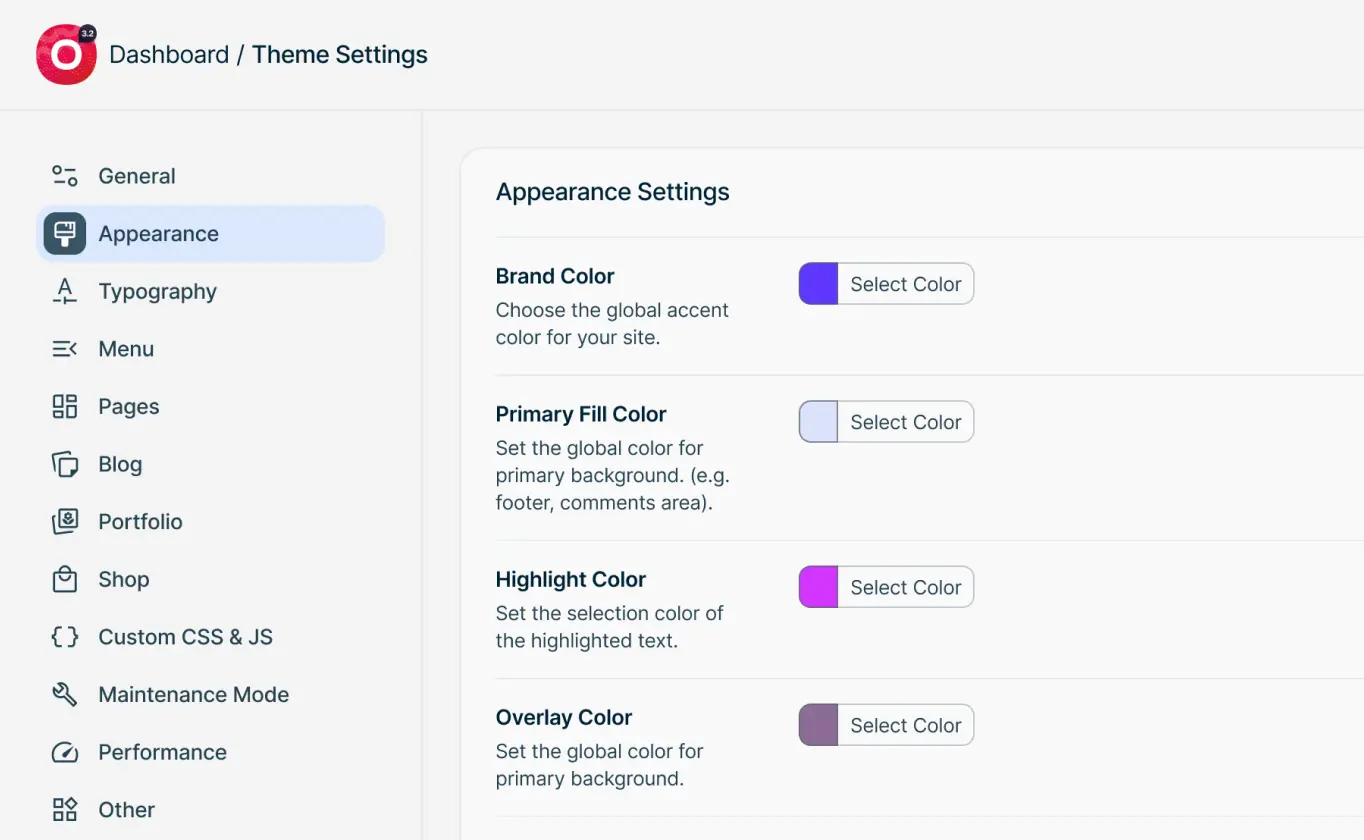 3.2
Dashboard / Theme Settings
General
Appearance
Typography
Menu
Pages
Blog
Portfolio
Shop
Custom CSS & JS
Maintenance Mode
Performance
Other
Appearance Settings
Brand Color
Choose the global accent
color for your site.
Select Color
Primary Fill Color
Set the global color for
primary background. (e.g.
footer, comments area).
Select Color
Highlight Color
Set the selection color of
the highlighted text.
Select Color
Overlay Color
Set the global color for
primary background.
Select Color